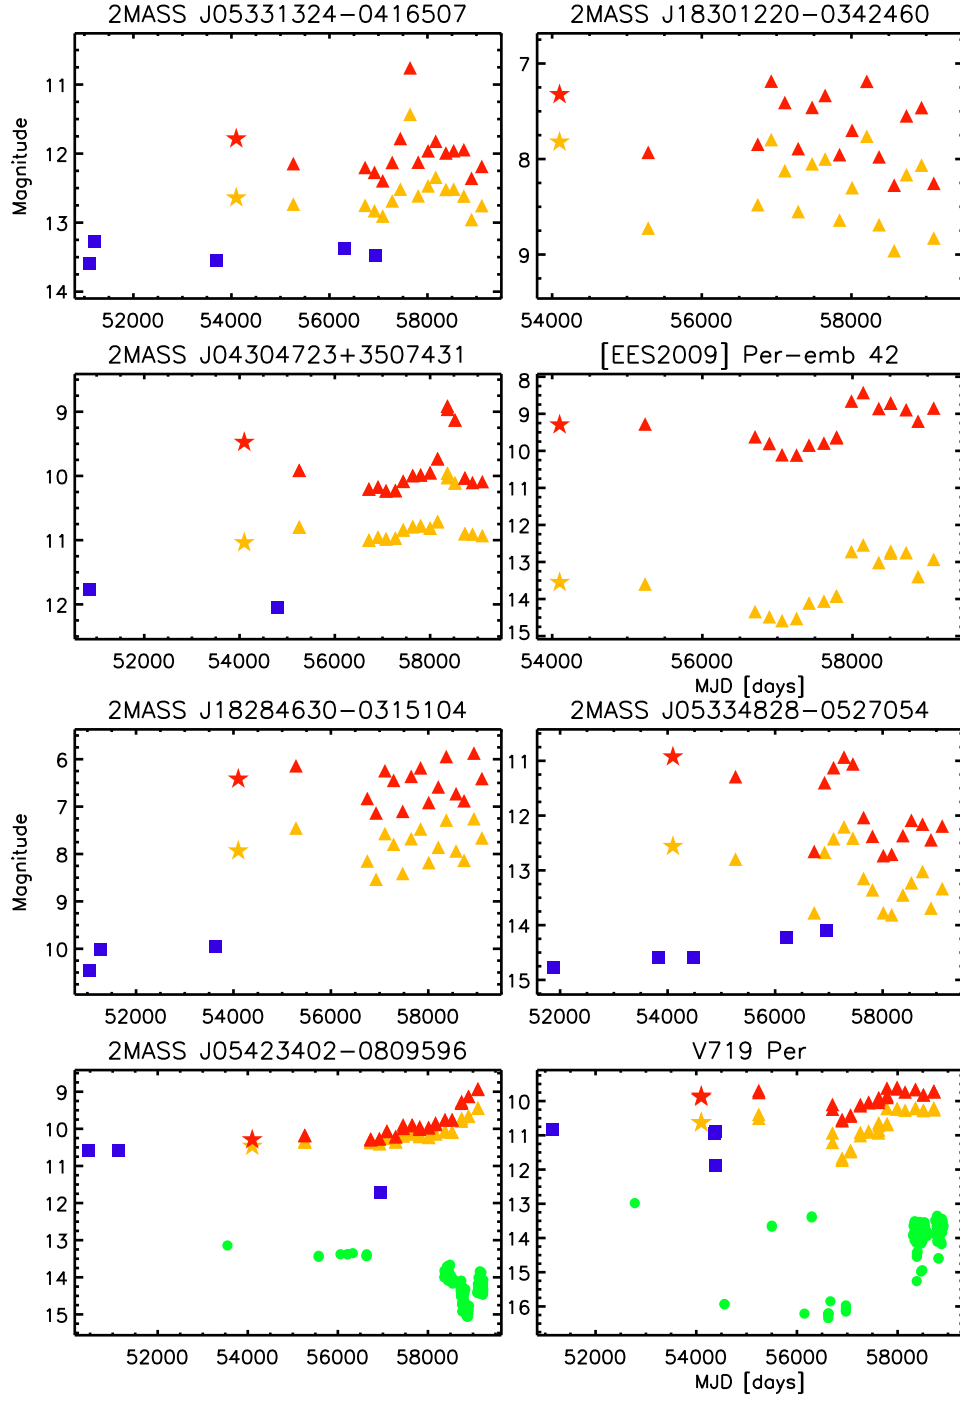 2MASS J05331324-0416507
2MASS J18301220-0342460
Magnitude
11
12
13
14
7
8
9
52000 54000 56000 58000
54000 56000 58000
2MASS J04304723+3507431
[EES2009] Per-emb 42
9
10
11
12
8
9
10
11
12
13
14
15
52000 54000 56000 58000
54000 56000 58000
MJD [days]
2MASS J18284630-0315104
2MASS J05334828-0527054
Magnitude
6
7
8
9
10
11
12
13
14
15
52000 54000 56000 58000
52000 54000 56000 58000
2MASS J05423402-0809596
V719 Per
9
10
11
12
13
14
15
10
11
12
13
14
15
16
52000 54000 56000 58000
52000 54000 56000 58000
MJD [days]